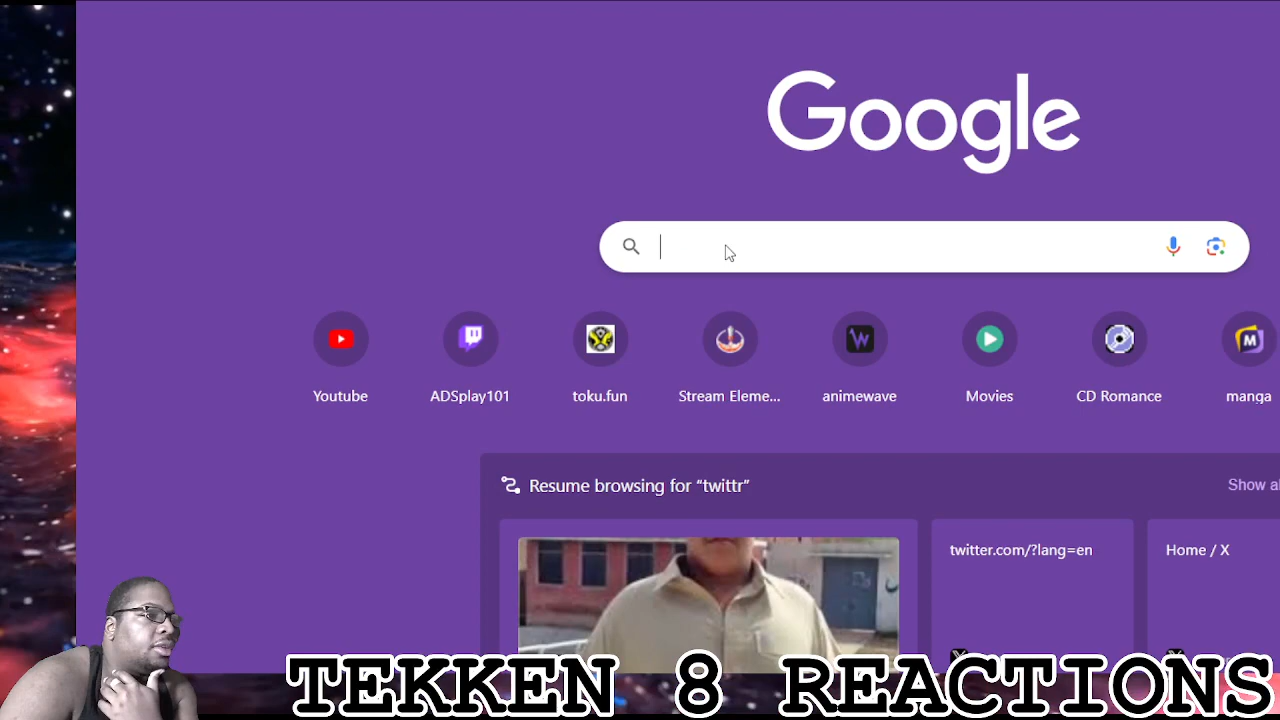 Google
Youtube
ADSplay101
toku.fun
Stream Eleme...
animewave
Movies
CD Romance
manga
Resume browsing for “twittr”
Show al
twitter.com/?lang=en
Home / X
TEKKEN 8 REACTIONS